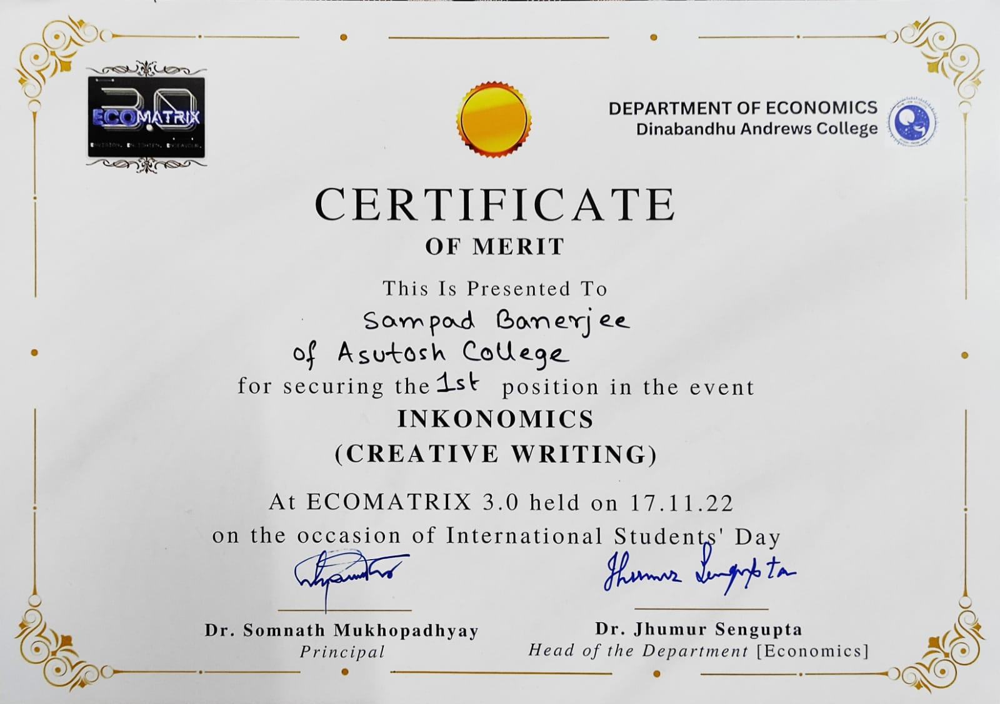 3.0
ECOMATRIX
ENVISION. ENLIGHTEN. ENDEAVOUR.
DEPARTMENT OF ECONOMICS
Dinabandhu Andrews College
CERTIFICATE
OF MERIT
This Is Presented To
Sampad Banerjee
of Asutosh College
for securing the 1st position in the event
INKONOMICS
(CREATIVE WRITING)
At ECOMATRIX 3.0 held on 17.11.22
on the occasion of International Students' Day
Jhumur Sengupta
Dr. Somnath Mukhopadhyay
Dr. Jhumur Sengupta
Principal
Head of the Department [Economics]